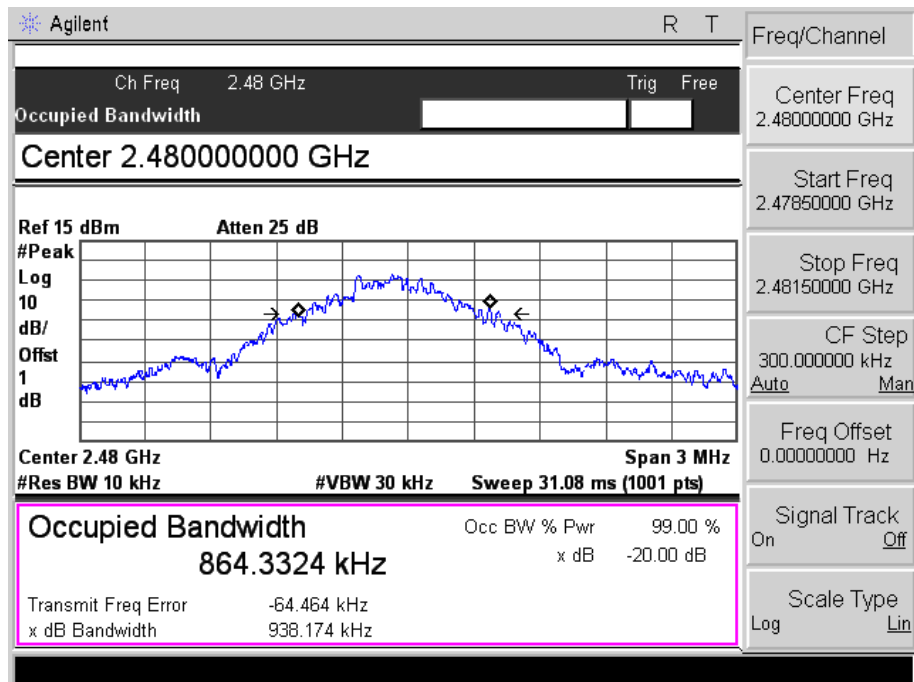 Agilent R T
Ch Freq 2.48 GHz Trig Free
Occupied Bandwidth
Center 2.480000000 GHz
Ref 15 dBm Atten 25 dB
#Peak
Log
10
dB/
Offst
1
dB
Center 2.48 GHz Span 3 MHz
#Res BW 10 kHz #VBW 30 kHz Sweep 31.08 ms (1001 pts)
Occupied Bandwidth
864.3324 kHz
Occ BW % Pwr 99.00 %
x dB -20.00 dB
Transmit Freq Error -64.464 kHz
x dB Bandwidth 938.174 kHz
Freq/Channel
Center Freq
2.48000000 GHz
Start Freq
2.47850000 GHz
Stop Freq
2.48150000 GHz
CF Step
300.000000 kHz
Auto Man
Freq Offset
0.00000000 Hz
Signal Track
On Off
Scale Type
Log Lin